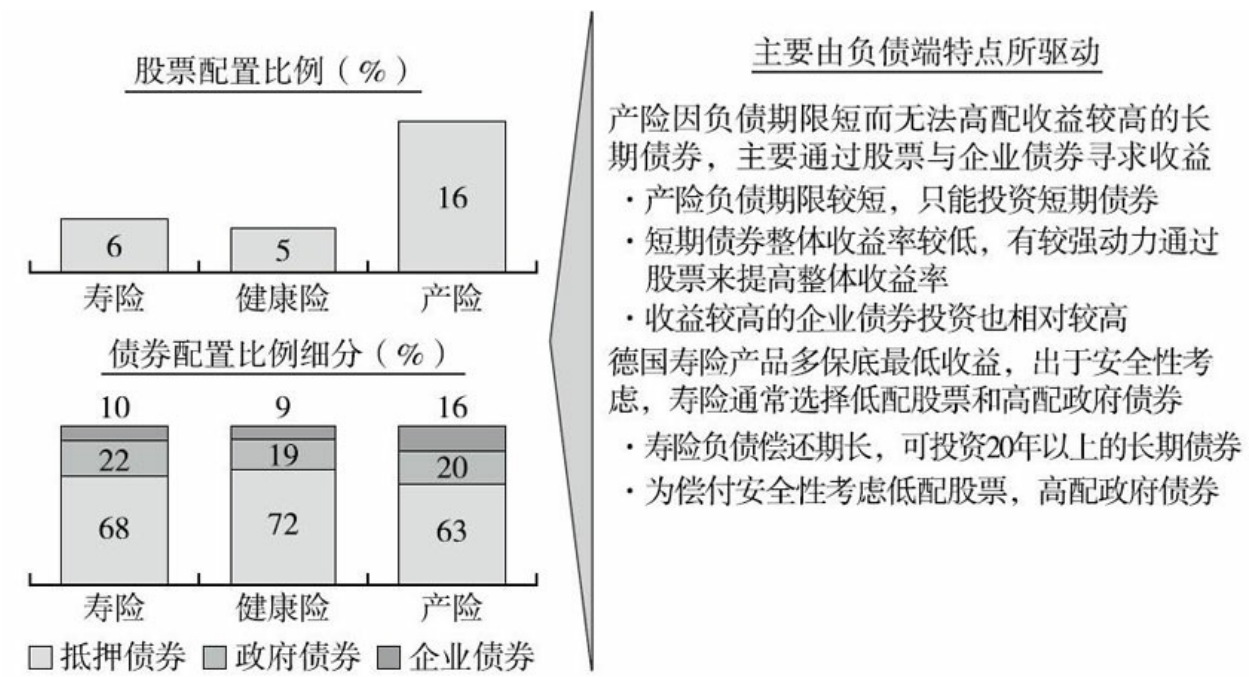 股票配置比例（%）
16
6
5
寿险 健康险 产险
债券配置比例细分（%）
10 9 16
22 19 20
68 72 63
寿险 健康险 产险
抵押债券 政府债券 企业债券
主要由负债端特点所驱动
产险因负债期限短而无法高配收益较高的长
期债券，主要通过股票与企业债券寻求收益
·产险负债期限较短，只能投资短期债券
·短期债券整体收益率较低，有较强动力通过
股票来提高整体收益率
·收益较高的企业债券投资也相对较高
德国寿险产品多保底最低收益，出于安全性考
虑，寿险通常选择低配股票和高配政府债券
·寿险负债偿还期长，可投资20年以上的长期债券
·为偿付安全性考虑低配股票，高配政府债券